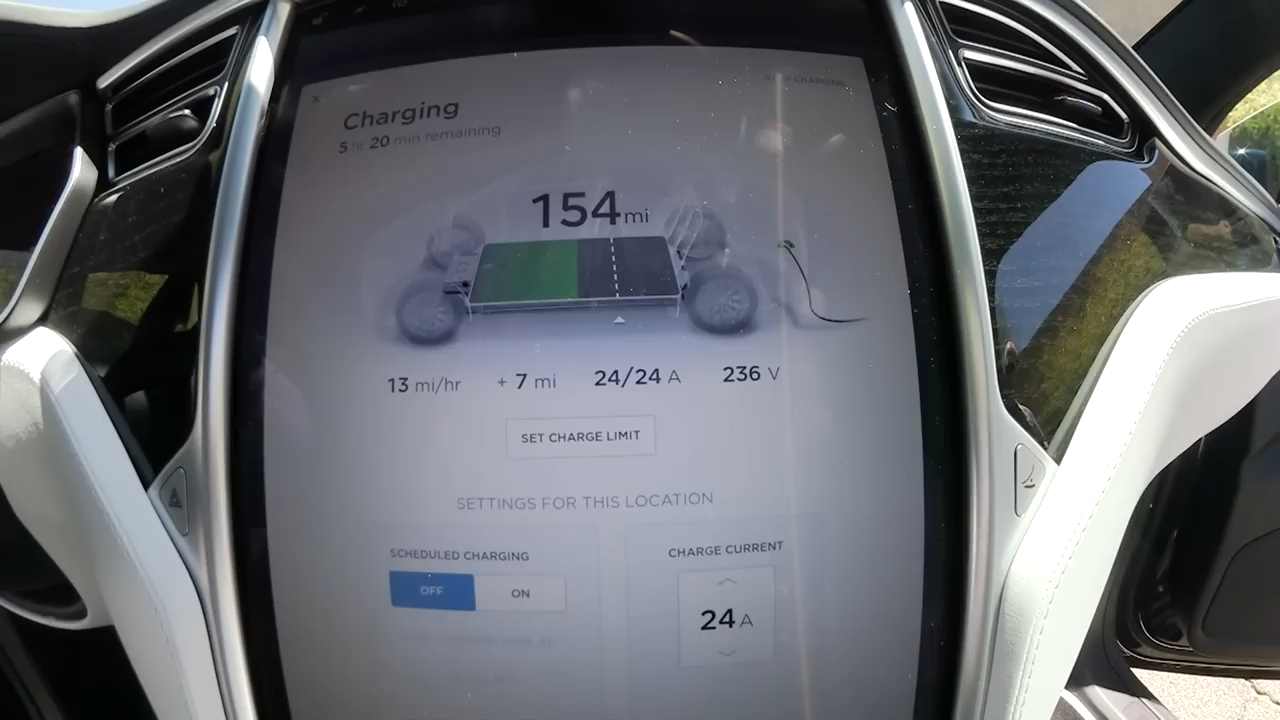 ×
Charging
5 hr 20 min remaining
CHARGING
154 mi
13 mi/hr + 7 mi 24/24 A 236 V
SET CHARGE LIMIT
SETTINGS FOR THIS LOCATION
SCHEDULED CHARGING
OFF ON
CHARGE CURRENT
24 A